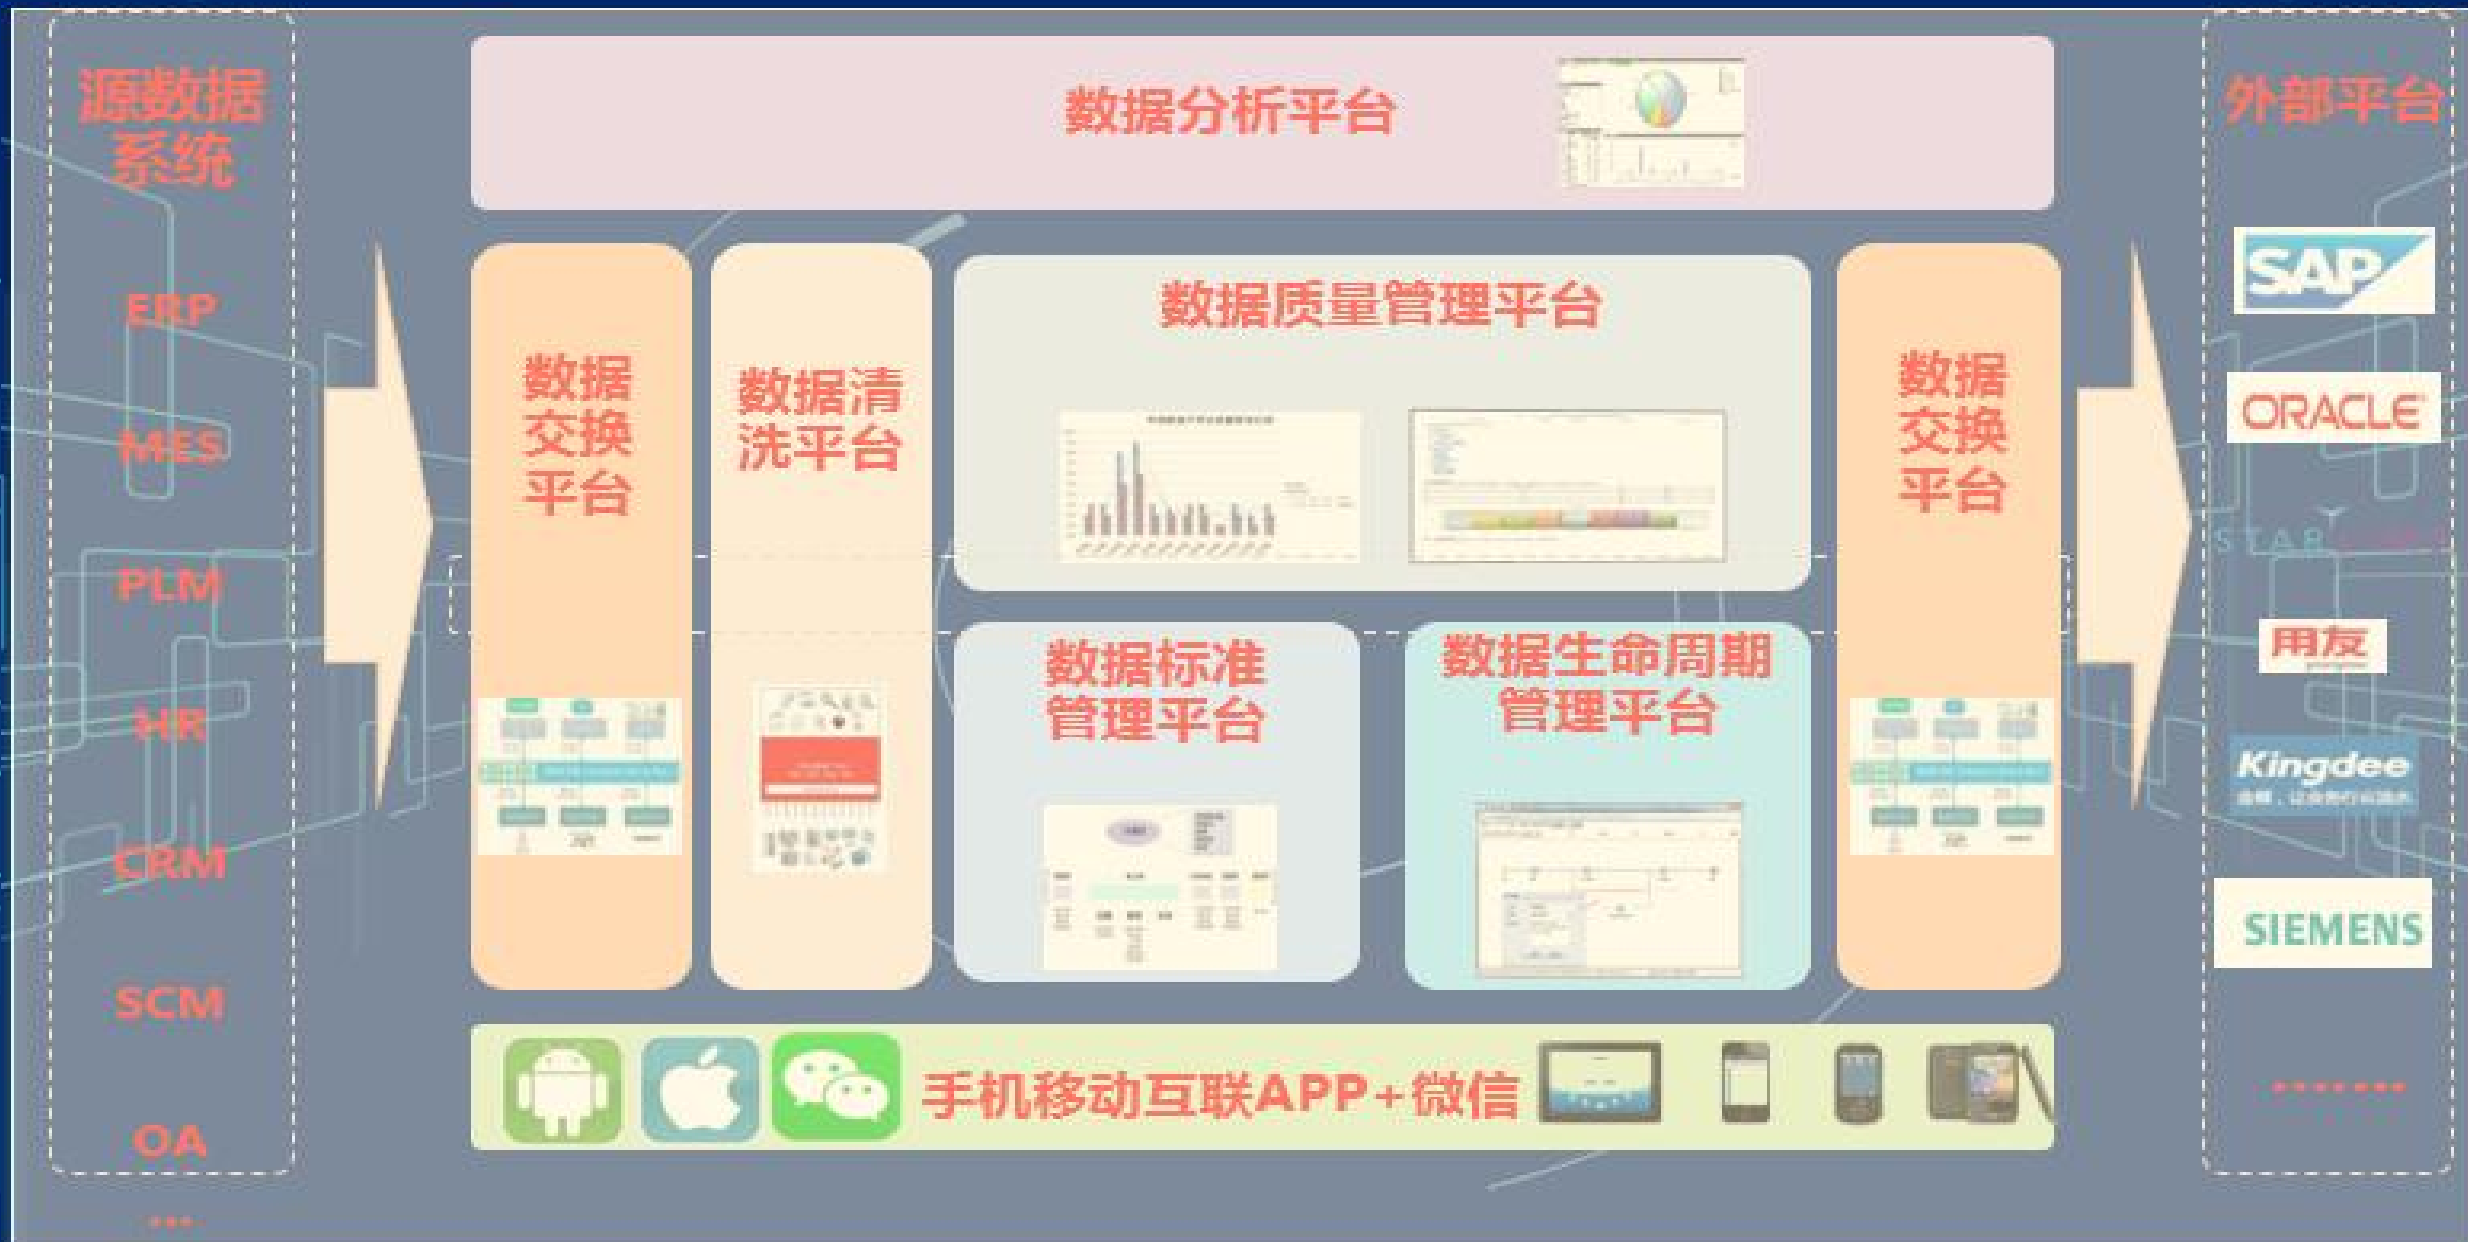 源数据
系统
ERP
MES
PLM
HR
CRM
SCM
OA
...
数据分析平台
数据
交换
平台
数据清
洗平台
数据质量管理平台
数据标准
管理平台
数据生命周期
管理平台
数据
交换
平台
手机移动互联APP+微信
外部平台
SAP
ORACLE
STAR
用友
Kingdee
SIEMENS
.......